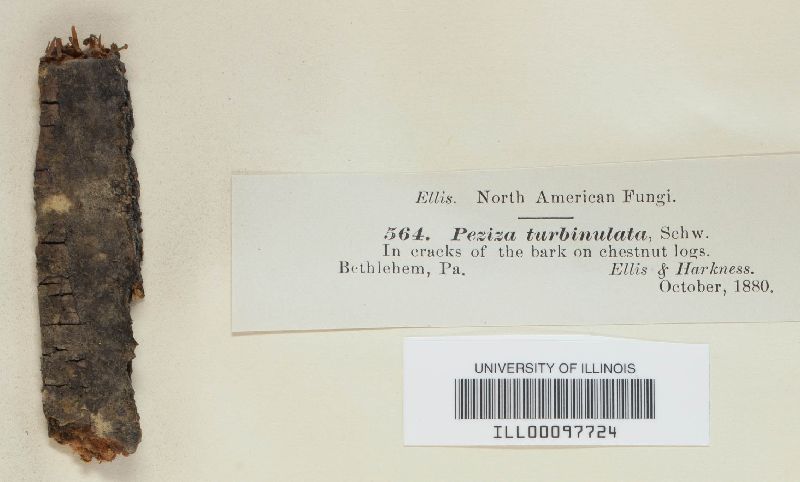 Ellis. North American Fungi.
564. Peziza turbinulata, Schw.
In cracks of the bark on chestnut logs.
Bethlehem, Pa. Ellis & Harkness.
October, 1880.
UNIVERSITY OF ILLINOIS
ILL00097724